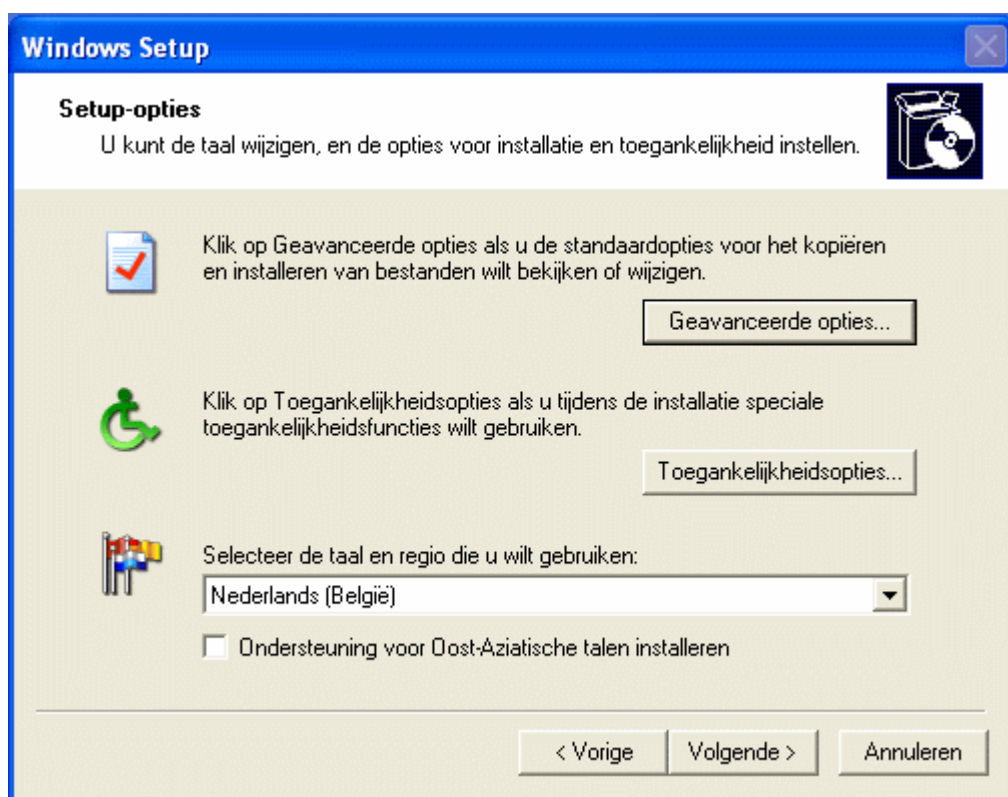 Windows Setup
Setup-opties
U kunt de taal wijzigen, en de opties voor installatie en toegankelijkheid instellen.
Klik op Geavanceerde opties als u de standaardopties voor het kopiëren
en installeren van bestanden wilt bekijken of wijzigen.
Geavanceerde opties...
Klik op Toegankelijkheidsopties als u tijdens de installatie speciale
toegankelijkheidsfuncties wilt gebruiken.
Toegankelijkheidsopties...
Selecteer de taal en regio die u wilt gebruiken:
Nederlands (België)
Ondersteuning voor Oost-Aziatische talen installeren
< Vorige
Volgende >
Annuleren